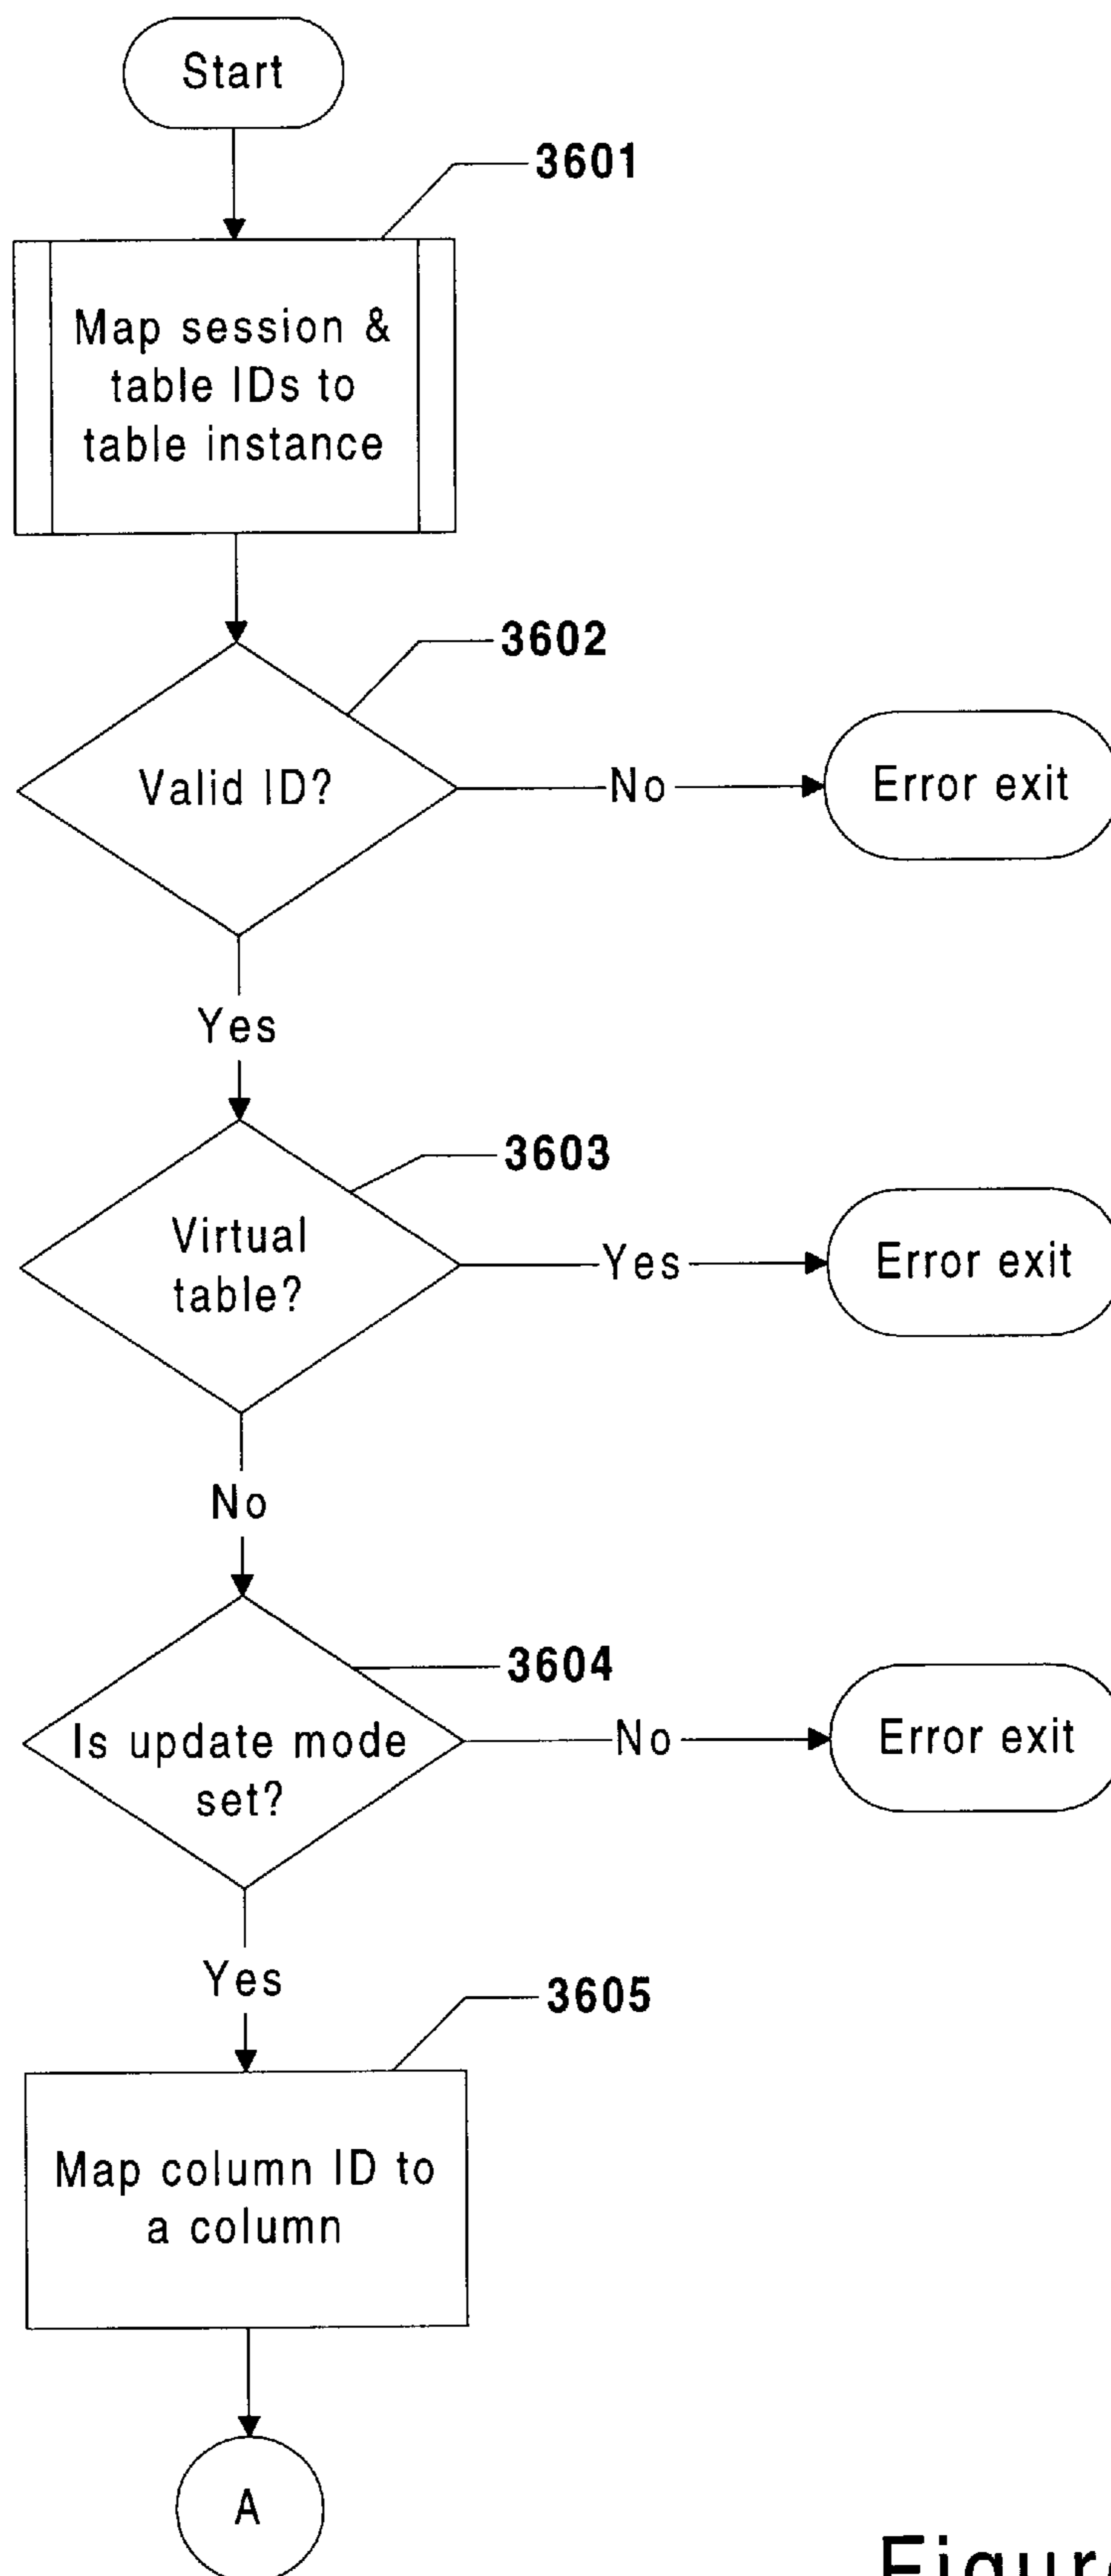 Start
3601
Map session &
table IDs to
table instance
3602
Valid ID?
No
Error exit
Yes
3603
Virtual
table?
Yes
Error exit
No
3604
Is update mode
set?
No
Error exit
Yes
3605
Map column ID to
a column
A
Figure